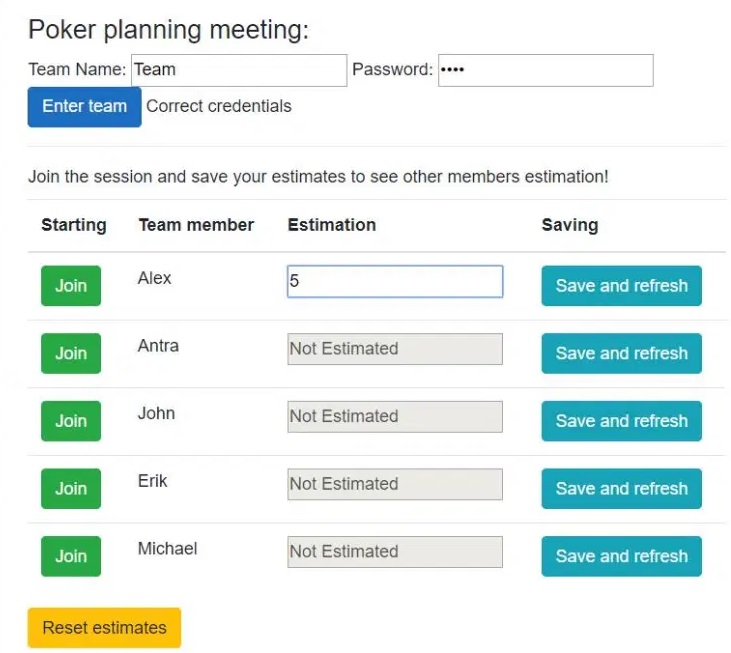 Poker planning meeting:
Team Name: Team Password: ••••
Enter team Correct credentials
Join the session and save your estimates to see other members estimation!
Starting Team member Estimation Saving
Join Alex 5 Save and refresh
Join Antra Not Estimated Save and refresh
Join John Not Estimated Save and refresh
Join Erik Not Estimated Save and refresh
Join Michael Not Estimated Save and refresh
Reset estimates